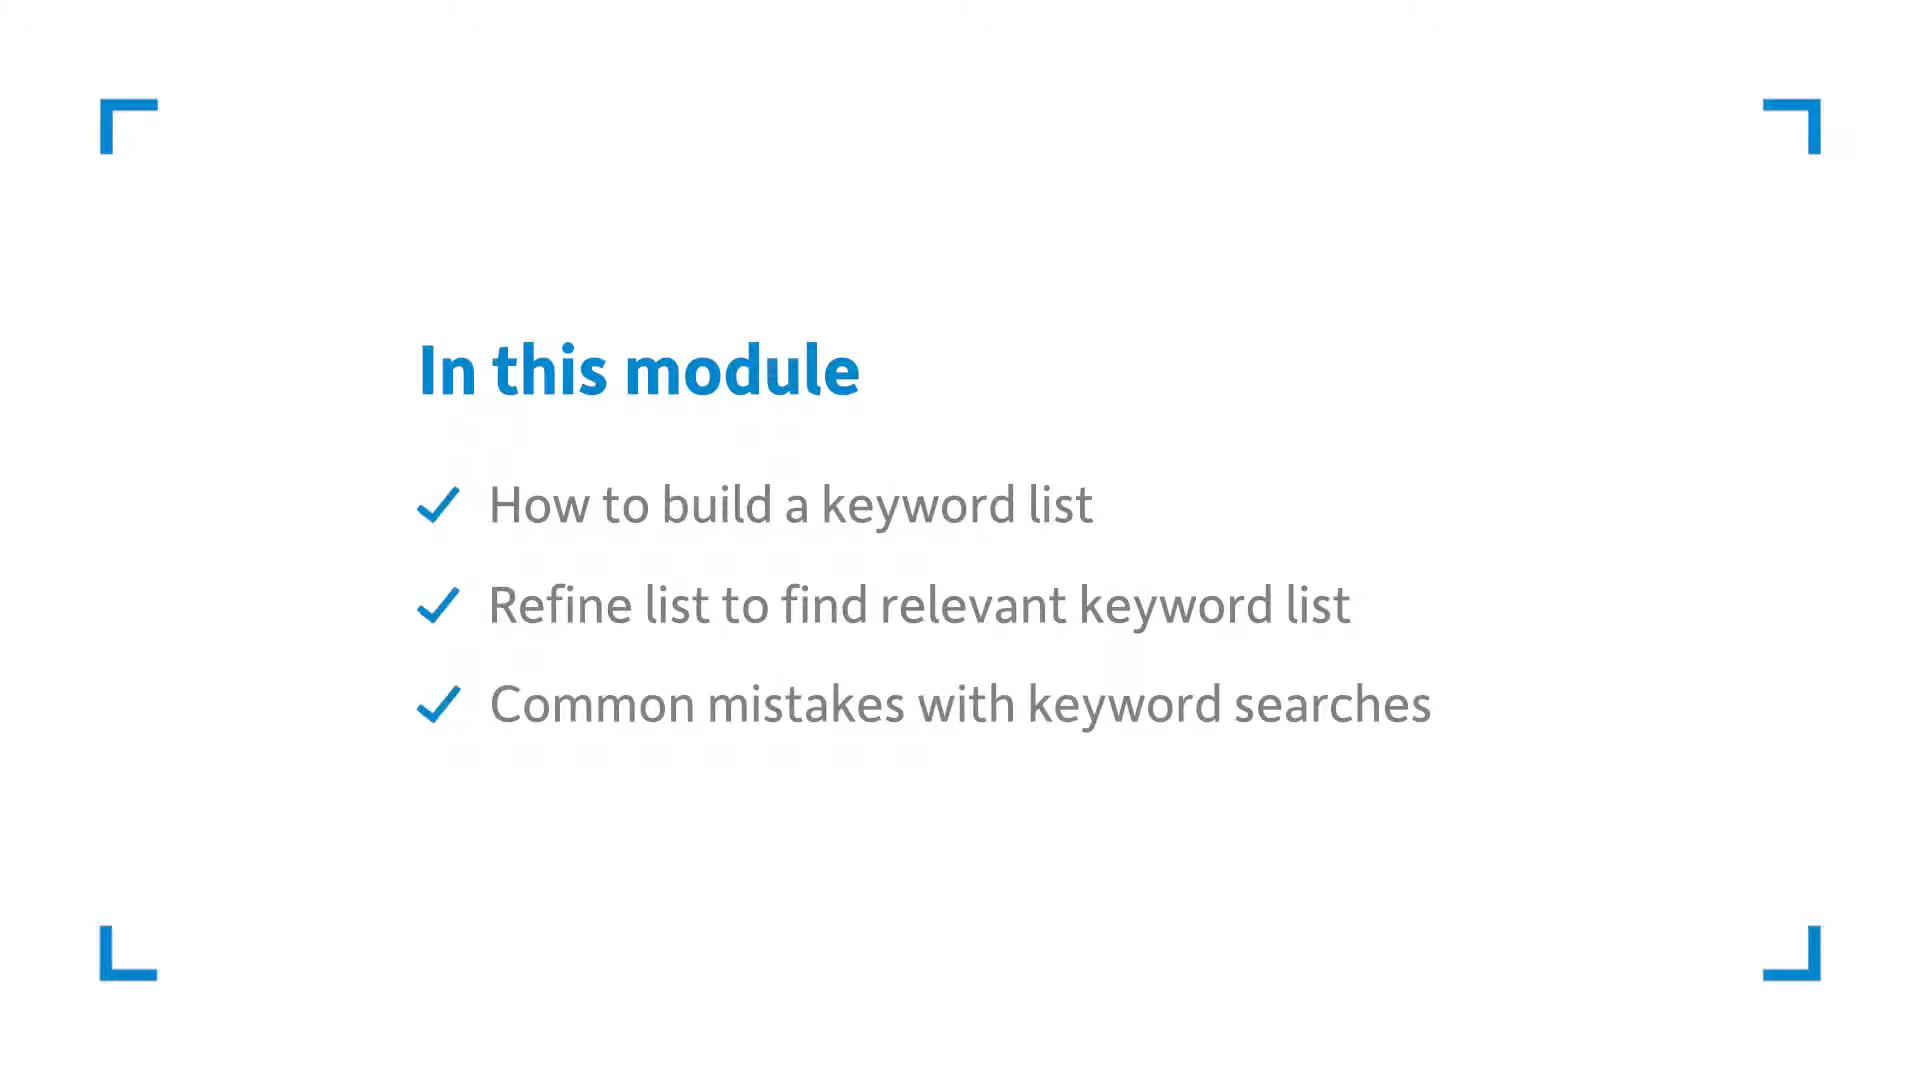 In this module
How to build a keyword list
Refine list to find relevant keyword list
Common mistakes with keyword searches